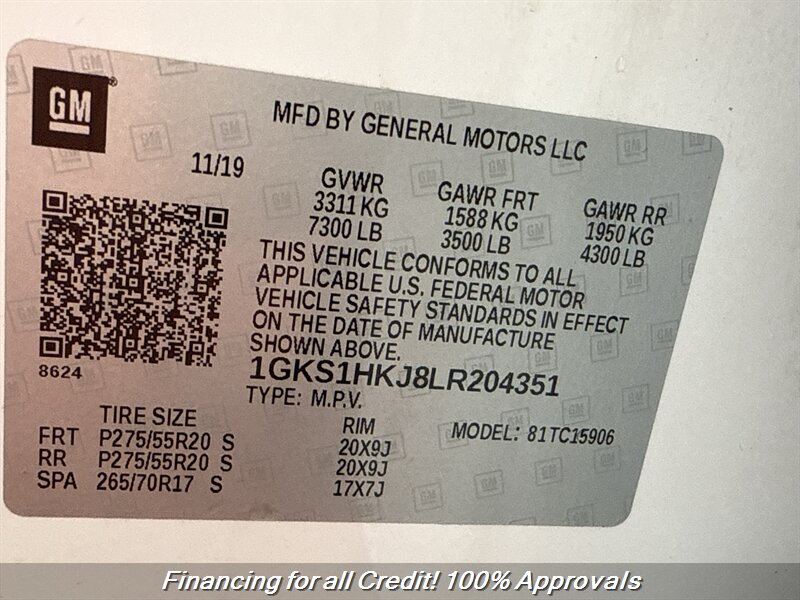 GM
MFD BY GENERAL MOTORS LLC
11/19
GVWR
3311 KG
7300 LB
GAWR FRT
1588 KG
3500 LB
GAWR RR
1950 KG
4300 LB
THIS VEHICLE CONFORMS TO ALL
APPLICABLE U.S. FEDERAL MOTOR
VEHICLE SAFETY STANDARDS IN EFFECT
ON THE DATE OF MANUFACTURE
SHOWN ABOVE.
8624
1GKS1HKJ8LR204351
TYPE: M.P.V.
MODEL: 81TC15906
TIRE SIZE
RIM
FRT P275/55R20 S 20X9J
RR P275/55R20 S 20X9J
SPA 265/70R17 S 17X7J
Financing for all Credit! 100% Approvals